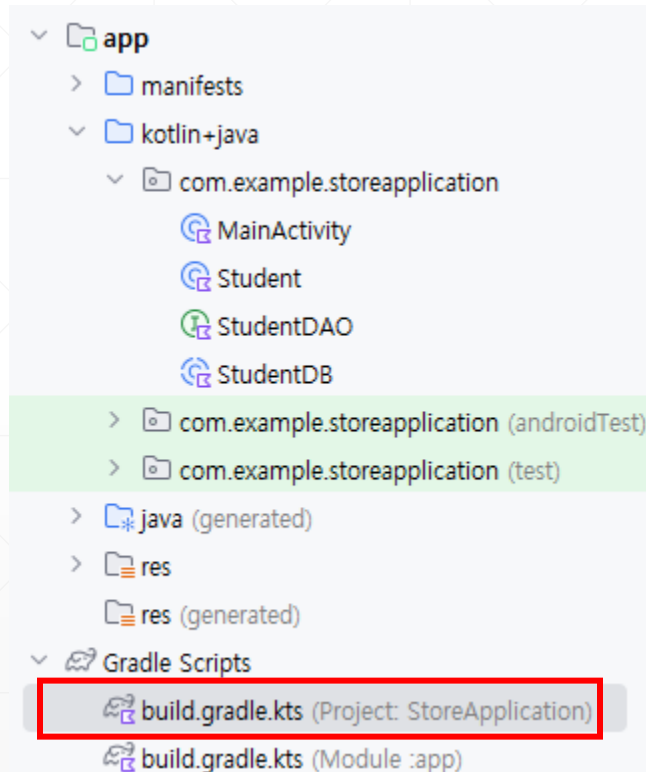 app
manifests
kotlin+java
com.example.storeapplication
MainActivity
Student
StudentDAO
StudentDB
com.example.storeapplication (androidTest)
com.example.storeapplication (test)
java (generated)
res
res (generated)
Gradle Scripts
build.gradle.kts (Project: StoreApplication)
build.gradle.kts (Module :app)